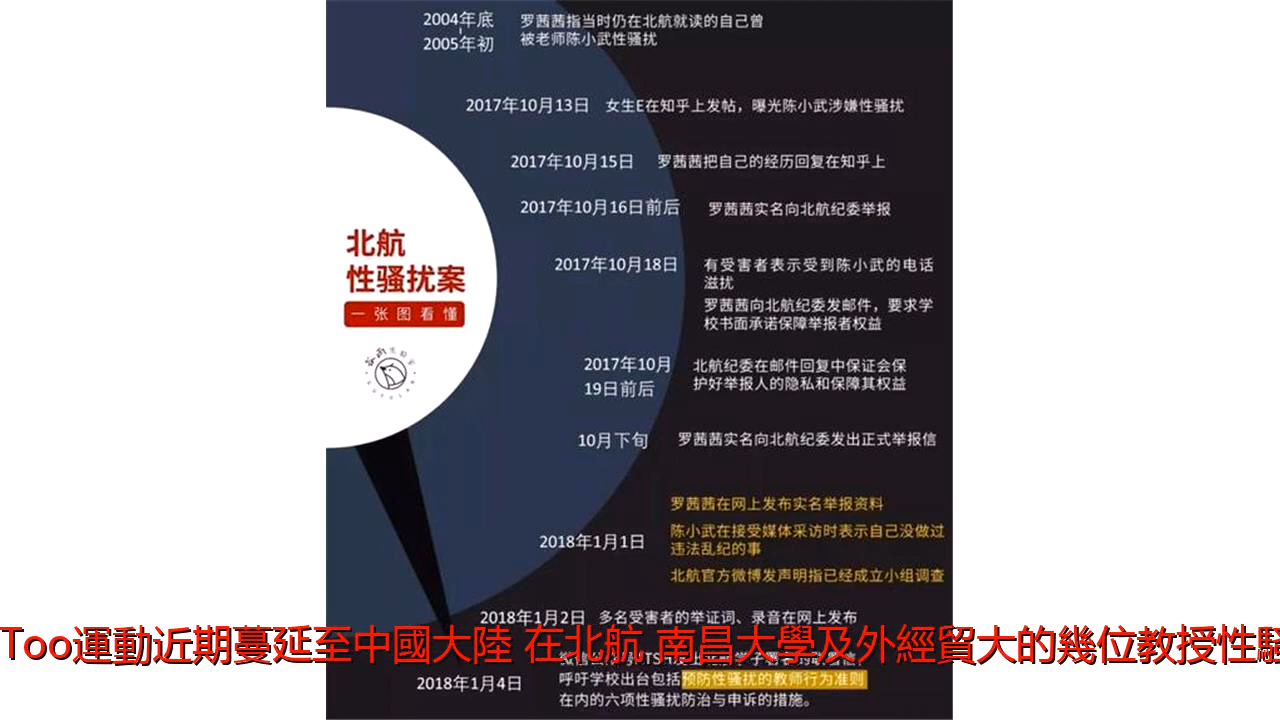 2004年底
2005年初
罗茜茜指当时仍在北航就读的自己曾
被老师陈小武性骚扰
2017年10月13日 女生E在知乎上发帖，曝光陈小武涉嫌性骚扰
2017年10月15日 罗茜茜把自己的经历回复在知乎上
2017年10月16日前后 罗茜茜实名向北航纪委举报
北航
性骚扰案
一张图看懂
2017年10月18日
有受害者表示受到陈小武的电话
滋扰
罗茜茜向北航纪委发邮件，要求学
校书面承诺保障举报者权益
2017年10月
19日前后
北航纪委在邮件回复中保证会保
护好举报人的隐私和保障其权益
10月下旬 罗茜茜实名向北航纪委发出正式举报信
2018年1月1日
罗茜茜在网上发布实名举报资料
陈小武在接受媒体采访时表示自己没做过
违法乱纪的事
北航官方微博发声明指已经成立小组调查
2018年1月2日 多名受害者的举证词、录音在网上发布
Too運動近期蔓延至中國大陸 在北航,南昌大學及外經貿大的幾位教授性騷
2018年1月4日
呼吁学校出台包括预防性骚扰的教师行为准则
在内的六项性骚扰防治与申诉的措施。